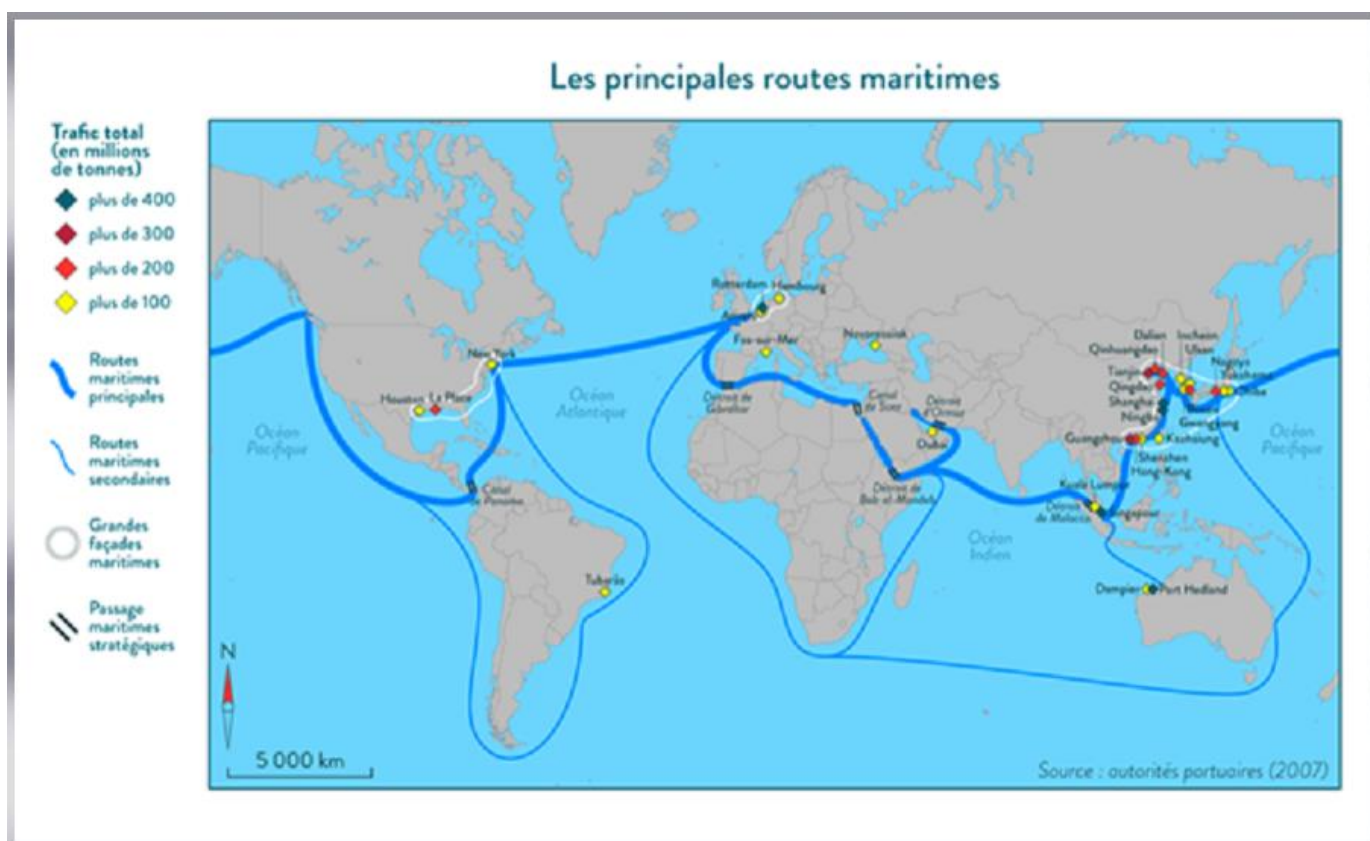 Les principales routes maritimes
Trafic total
(en millions
de tonnes)
plus de 400
plus de 300
plus de 200
plus de 100
Routes
maritimes
principales
Routes
maritimes
secondaires
Grandes
façades
maritimes
Passage
maritimes
stratégiques
N
5 000 km
Océan
Pacifique
Houston
La Place
New York
Canal
de Panama
Tubarão
Océan
Atlantique
Rotterdam
Hambourg
Fos-sur-Mer
Novorossisk
Détroit de
Gibraltar
Canal
de Suez
Détroit
d'Ormuz
Dubai
Détroit de
Bab el-Mandeb
Océan
Indien
Dalian
Incheon
Qinhuangdao
Ulsan
Nagoya
Tianjin
Yokohama
Qingdao
Chiba
Shanghai
Ningbo
Gwangyang
Guangzhou
Kaohsiung
Shenzhen
Hong-Kong
Kuala Lumpur
Détroit
de Malacca
Singapour
Océan
Pacifique
Dampier
Port Hedland
Source : autorités portuaires (2007)